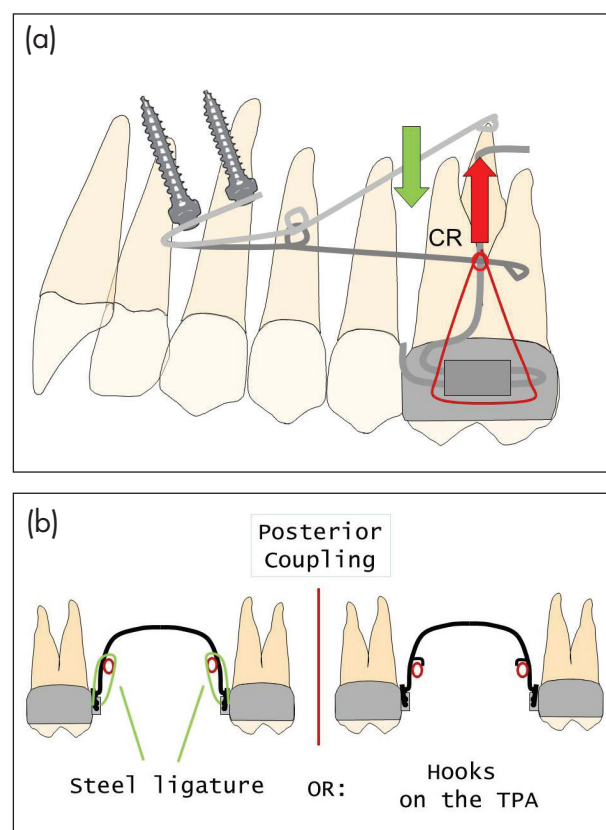 (a)
CR
(b)
Posterior
Coupling
Steel ligature
OR:
Hooks
on the TPA